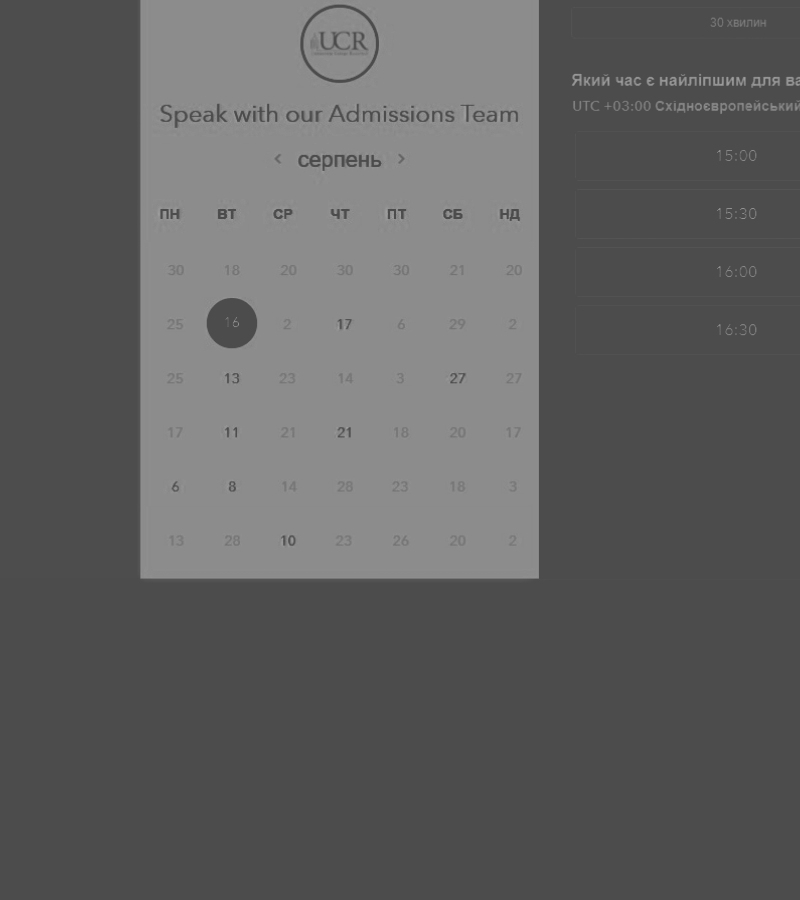 UCR
Speak with our Admissions Team
серпень
ПН ВТ СР ЧТ ПТ СБ НД
30 18 20 30 30 21 20
25 16 2 17 6 29 2
25 13 23 14 3 27 27
17 11 21 21 18 20 17
6 8 14 28 23 18 3
13 28 10 23 26 20 2
30 хвилин
Який час є найліпшим для
UTC +03:00 Східноєвропейський
15:00
15:30
16:00
16:30